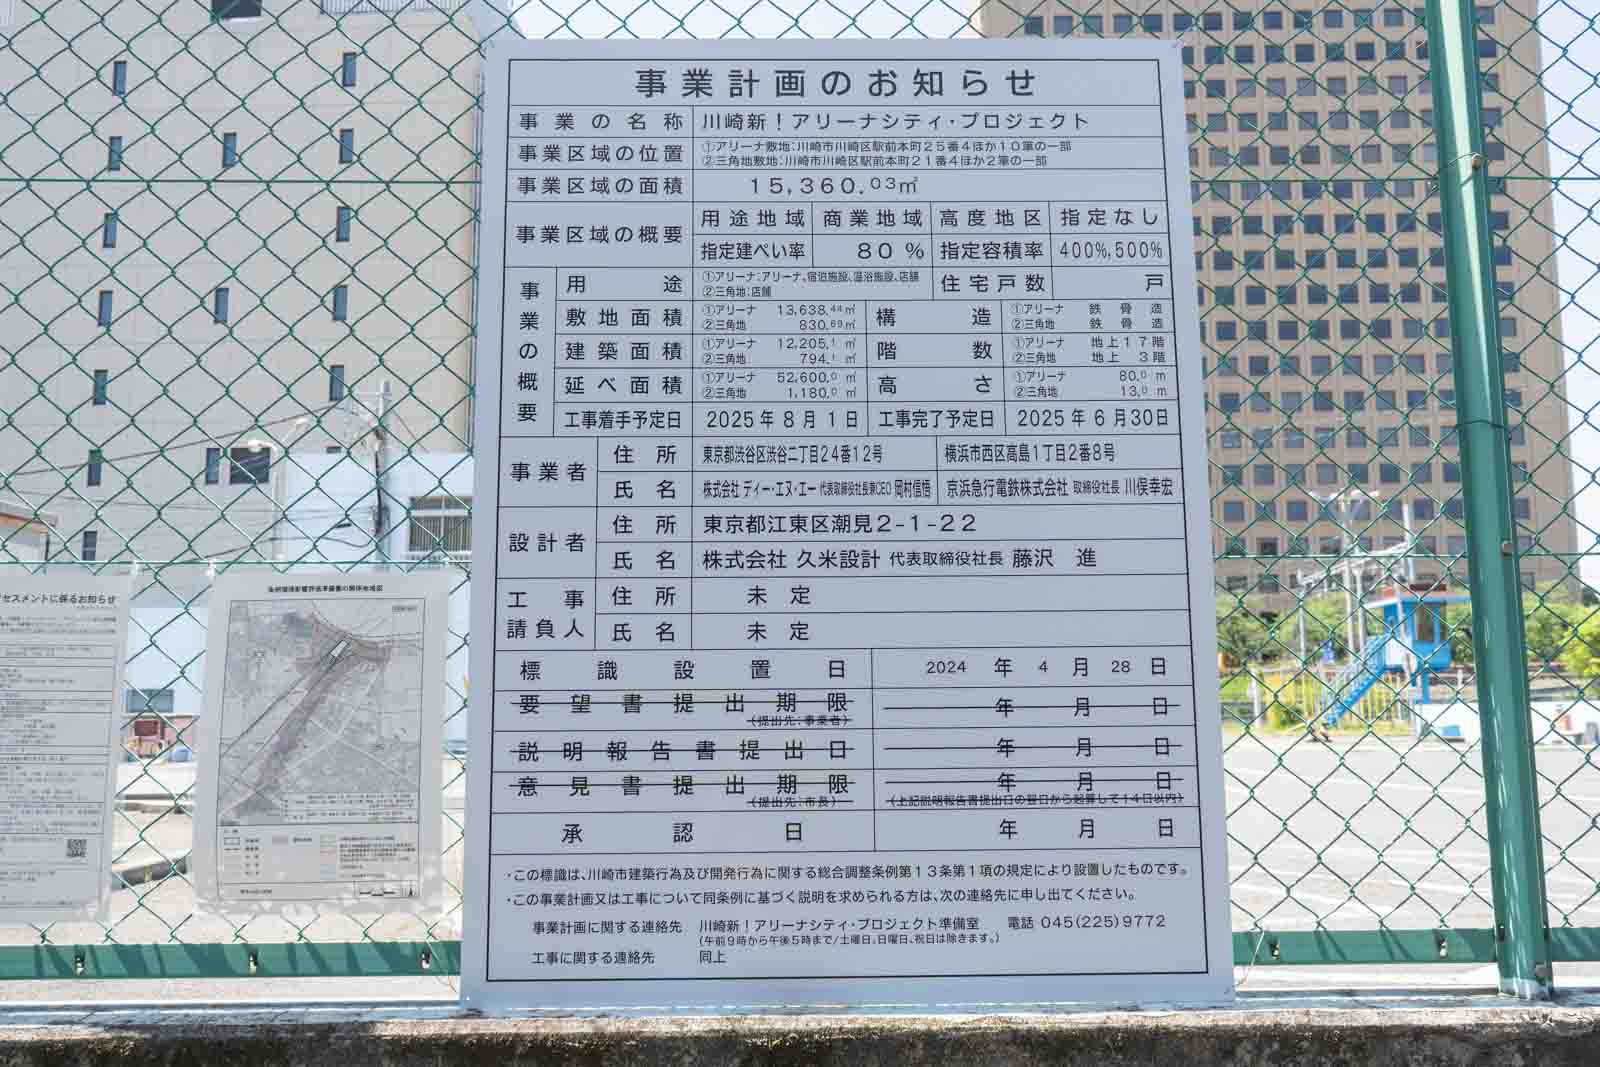 事業計画のお知らせ
事業の名称 川崎新！アリーナシティ・プロジェクト
事業区域の位置 ①アリーナ敷地：川崎市川崎区駅前本町25番4ほか10筆の一部
②三角地敷地：川崎市川崎区駅前本町21番4ほか2筆の一部
事業区域の面積 15,360.03㎡
事業区域の概要 用途地域 商業地域 高度地区 指定なし
指定建ぺい率 80% 指定容積率 400%,500%
事業の概要
用途 ①アリーナ：アリーナ、宿泊施設、温浴施設、店舗 住宅戸数 戸
②三角地：店舗
敷地面積 ①アリーナ 13,638.44㎡ 構造 ①アリーナ 鉄骨造
②三角地 830.69㎡ ②三角地 鉄骨造
建築面積 ①アリーナ 12,205.1㎡ 階数 ①アリーナ 地上17階
②三角地 794.1㎡ ②三角地 地上3階
延べ面積 ①アリーナ 52,600.0㎡ 高さ ①アリーナ 80.0m
②三角地 1,180.0㎡ ②三角地 13.0m
工事着手予定日 2025年8月1日 工事完了予定日 2025年6月30日
事業者 住所 東京都渋谷区渋谷二丁目24番12号 横浜市西区高島1丁目2番8号
氏名 株式会社 ディー・エヌ・エー 代表取締役社長兼CEO 岡村信悟 京浜急行電鉄株式会社 取締役社長 川俣幸宏
設計者 住所 東京都江東区潮見2-1-22
氏名 株式会社 久米設計 代表取締役社長 藤沢 進
工事請負人 住所 未定
氏名 未定
標識設置日 2024年4月28日
要望書提出期限 年 月 日
（提出先：事業者）
説明報告書提出日 年 月 日
意見書提出期限 年 月 日
（提出先：市長） （上記説明報告書提出日の翌日から起算して14日以内）
承認日 年 月 日
・この標識は、川崎市建築行為及び開発行為に関する総合調整条例第13条第1項の規定により設置したものです。
・この事業計画又は工事について同条例に基づく説明を求められる方は、次の連絡先に申し出てください。
事業計画に関する連絡先 川崎新！アリーナシティ・プロジェクト準備室 電話 045(225)9772
(午前9時から午後5時まで/土曜日、日曜日、祝日は除きます。)
工事に関する連絡先 同上
セスメントに係るお知らせ